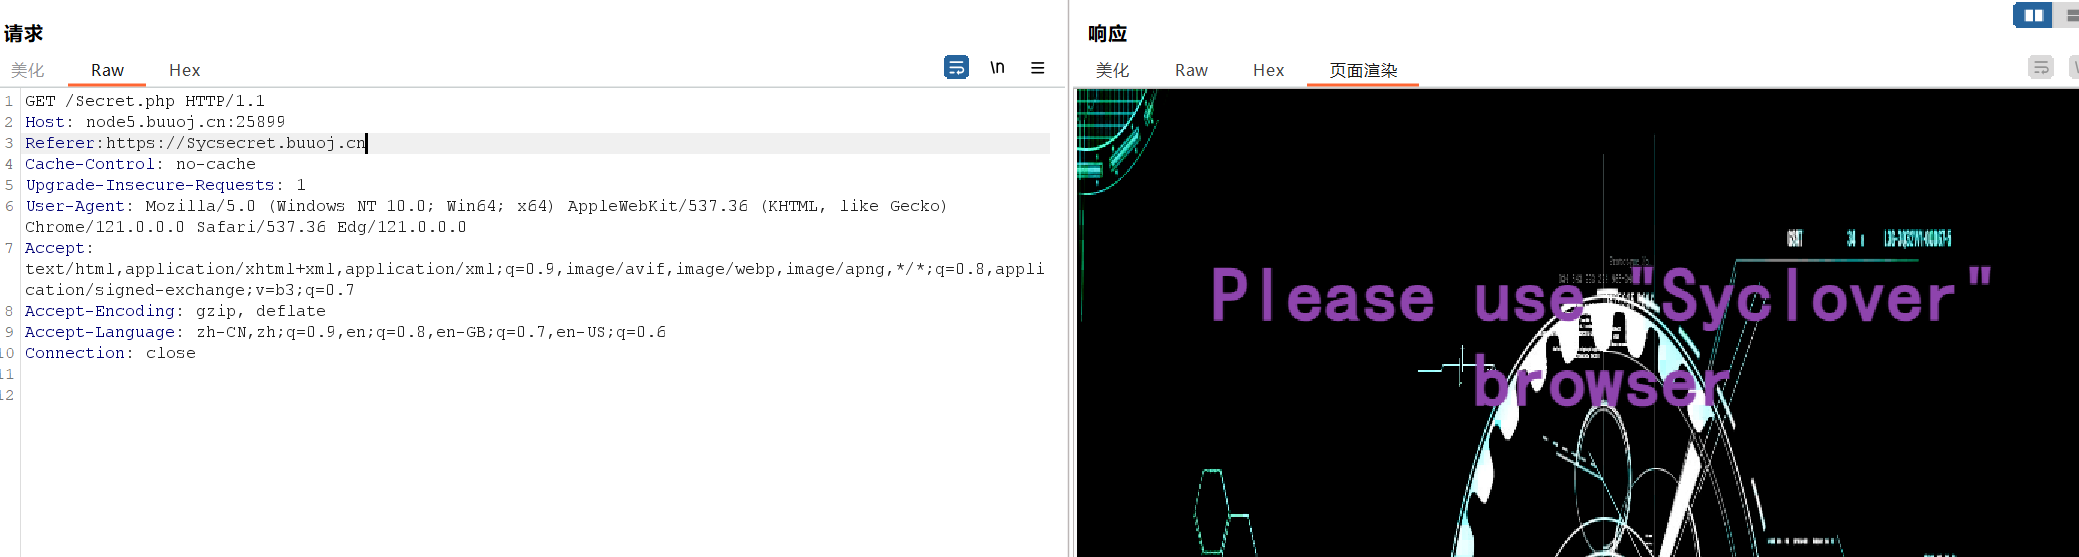 请求
美化 Raw Hex
\n
1 GET /Secret.php HTTP/1.1
2 Host: node5.buuoj.cn:25899
3 Referer:https://Sycsecret.buuoj.cn
4 Cache-Control: no-cache
5 Upgrade-Insecure-Requests: 1
6 User-Agent: Mozilla/5.0 (Windows NT 10.0; Win64; x64) AppleWebKit/537.36 (KHTML, like Gecko)
Chrome/121.0.0.0 Safari/537.36 Edg/121.0.0.0
7 Accept:
text/html,application/xhtml+xml,application/xml;q=0.9,image/avif,image/webp,image/apng,*/*;q=0.8,appli
cation/signed-exchange;v=b3;q=0.7
8 Accept-Encoding: gzip, deflate
9 Accept-Language: zh-CN,zh;q=0.9,en;q=0.8,en-GB;q=0.7,en-US;q=0.6
10 Connection: close
11
12
响应
美化 Raw Hex 页面渲染
Please use "Syclover"
browser